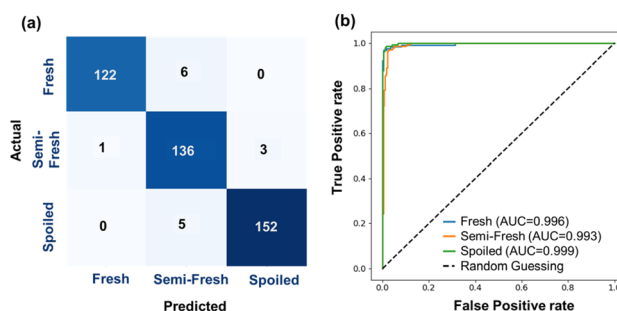 (a)
Fresh
Semi-
Fresh
Spoiled
Actual
122 6 0
1 136 3
0 5 152
Fresh Semi-Fresh Spoiled
Predicted
(b)
True Positive rate
1.0
0.8
0.6
0.4
0.2
0.0
Fresh (AUC=0.996)
Semi-Fresh (AUC=0.993)
Spoiled (AUC=0.999)
Random Guessing
0.0 0.2 0.4 0.6 0.8 1.0
False Positive rate